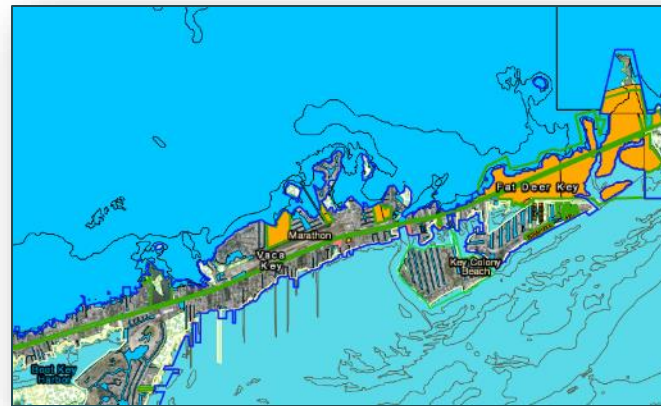 Fat Deer Key
Marathon
Vaca
Key
Key Colony
Beach
Boot Key
Harbor